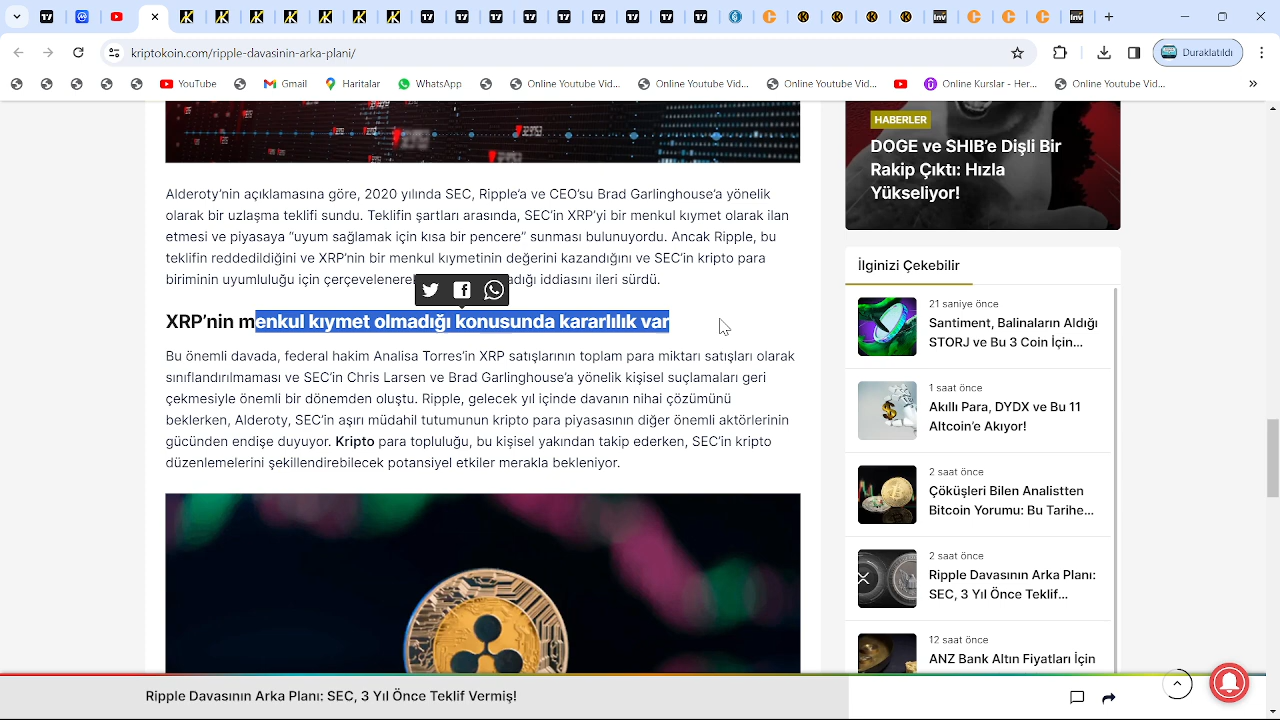 kriptokoin.com/ripple-davasinin-arka-plani/
Duraklatıldı
YouTube
Gmail
Haritalar
WhatsApp
Online Youtube Vid...
Online Youtube Vid...
Online Youtube Vid...
Online Kurslar - Her...
Online Youtube Vid...
Alderoty'nin açıklamasına göre, 2020 yılında SEC, Ripple'a ve CEO'su Brad Garlinghouse'a yönelik
olarak bir uzlaşma teklifi sundu. Teklifin şartları arasında, SEC'in XRP'yi bir menkul kıymet olarak ilan
etmesi ve piyasaya "uyum sağlamak için kısa bir pencere" sunması bulunuyordu. Ancak Ripple, bu
teklifin reddedildiğini ve XRP'nin bir menkul kıymetinin değerini kazandığını ve SEC'in kripto para
biriminin uyumluluğu için çerçevelenere adığı iddiasını ileri sürdü.
XRP'nin menkul kıymet olmadığı konusunda kararlılık var
Bu önemli davada, federal hakim Analisa Torres'in XRP satışlarının toplam para miktarı satışları olarak
sınıflandırılmaması ve SEC'in Chris Larsen ve Brad Garlinghouse'a yönelik kişisel suçlamaları geri
çekmesiyle önemli bir dönemden oluştu. Ripple, gelecek yıl içinde davanın nihai çözümünü
beklerken, Alderoty, SEC'in aşırı müdahil tutumunun kripto para piyasasının diğer önemli aktörlerinin
gücünden endişe duyuyor. Kripto para topluluğu, bu kişisel yakından takip ederken, SEC'in kripto
düzenlemelerini şekillendirebilecek potansiyel etkiler merakla bekleniyor.
HABERLER
DOGE ve SHIB'e Dişli Bir
Rakip Çıktı: Hızla
Yükseliyor!
İlginizi Çekebilir
21 saniye önce
Santiment, Balinaların Aldığı
STORJ ve Bu 3 Coin İçin...
1 saat önce
Akıllı Para, DYDX ve Bu 11
Altcoin'e Akıyor!
2 saat önce
Çöküşleri Bilen Analistten
Bitcoin Yorumu: Bu Tarihe...
2 saat önce
Ripple Davasının Arka Planı:
SEC, 3 Yıl Önce Teklif...
12 saat önce
ANZ Bank Altın Fiyatları İçin
Ripple Davasının Arka Planı: SEC, 3 Yıl Önce Teklif Vermiş!